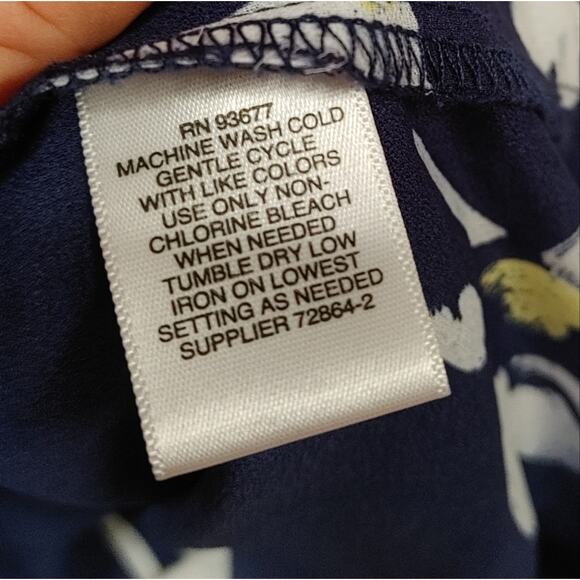 RN 93677
MACHINE WASH COLD
GENTLE CYCLE
WITH LIKE COLORS
USE ONLY NON-
CHLORINE BLEACH
WHEN NEEDED
TUMBLE DRY LOW
IRON ON LOWEST
SETTING AS NEEDED
SUPPLIER 72864-2